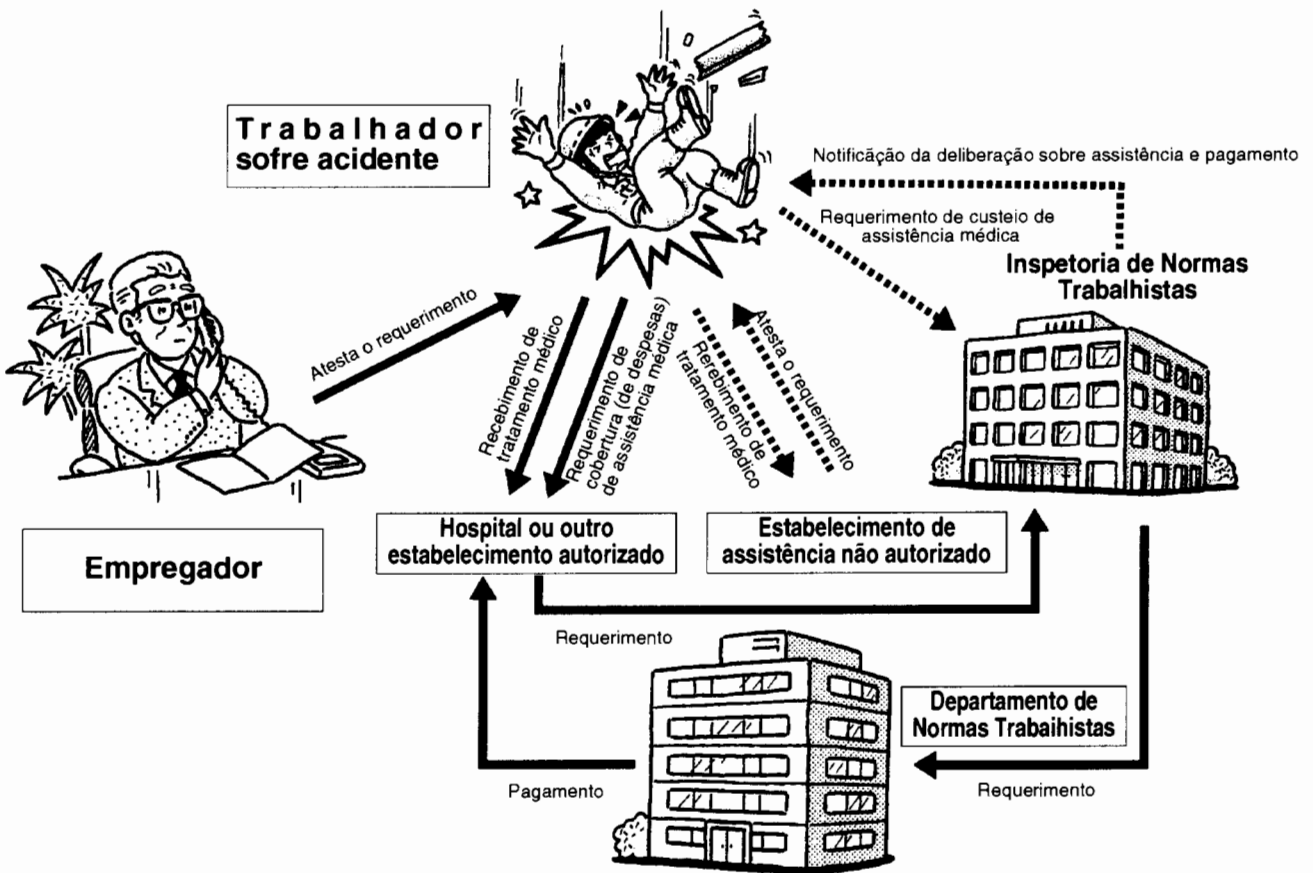 Trabalhador
sofre acidente
Notificãção da deliberação sobre assistência e pagamento
Requerimento de custeio de
assistência médica
Inspetoria de Normas
Trabalhistas
Atesta o requerimento
Recebimento de
tratamento médico
Requerimento de
cobertura (de despesas)
de assistência médica
Rerebimento de
tratamento médico
Atesta o requerimento
Empregador
Hospital ou outro
estabelecimento autorizado
Estabelecimento de
assistência não autorizado
Requerimento
Departamento de
Normas Trabaihistas
Pagamento
Requerimento